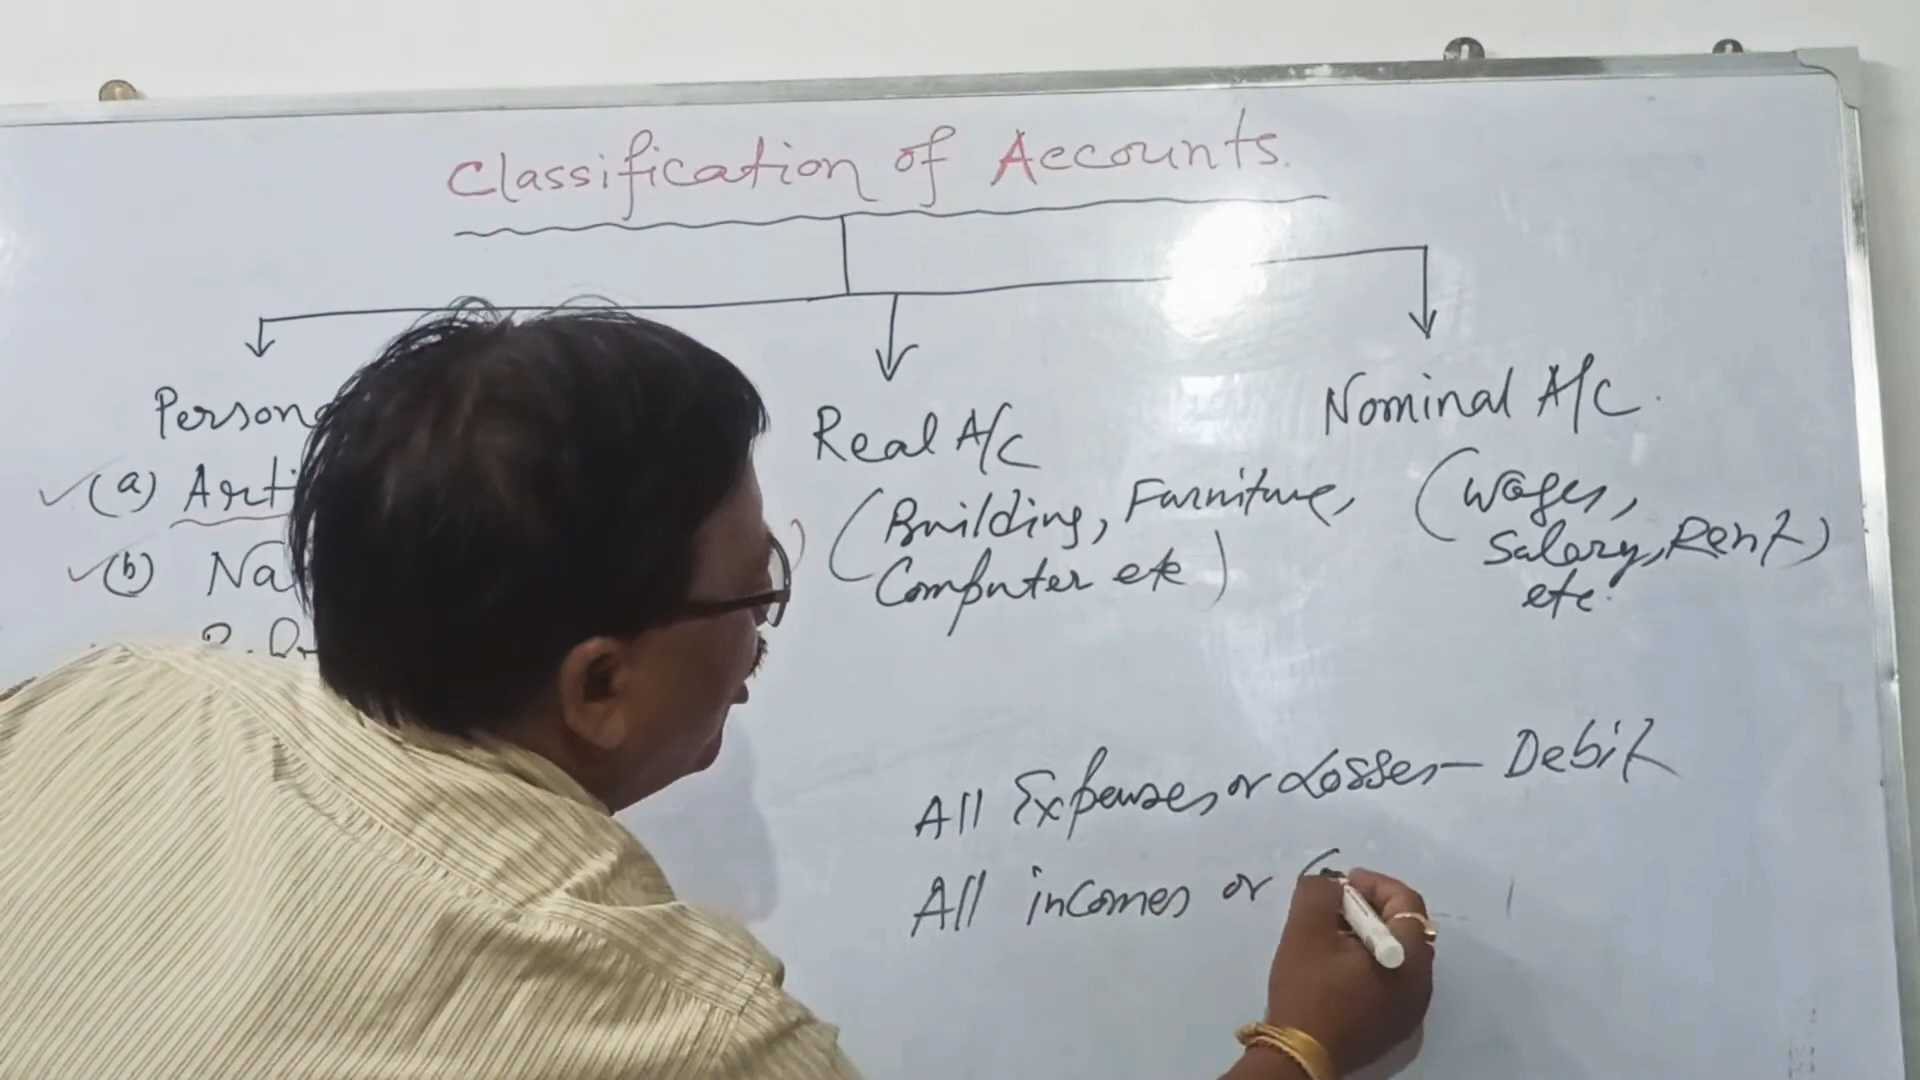 Classification of Accounts.
Person
(a) Arti
(b) Na
Real A/C
(Building, Furniture,
Computer etc)
Nominal A/C.
(Wages,
Salary, Rent)
etc.
All Expenses or Losses - Debit
All incomes or